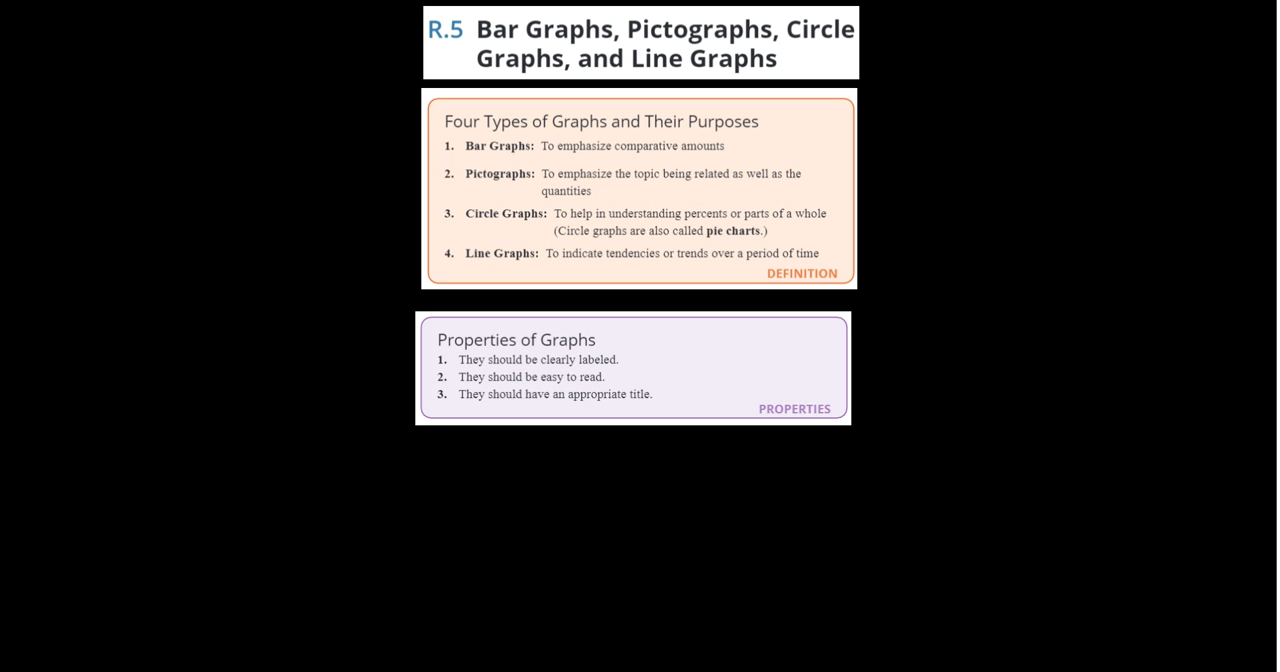 R.5 Bar Graphs, Pictographs, Circle
Graphs, and Line Graphs
Four Types of Graphs and Their Purposes
1. Bar Graphs: To emphasize comparative amounts
2. Pictographs: To emphasize the topic being related as well as the
quantities
3. Circle Graphs: To help in understanding percents or parts of a whole
(Circle graphs are also called pie charts.)
4. Line Graphs: To indicate tendencies or trends over a period of time
DEFINITION
Properties of Graphs
1. They should be clearly labeled.
2. They should be easy to read.
3. They should have an appropriate title.
PROPERTIES